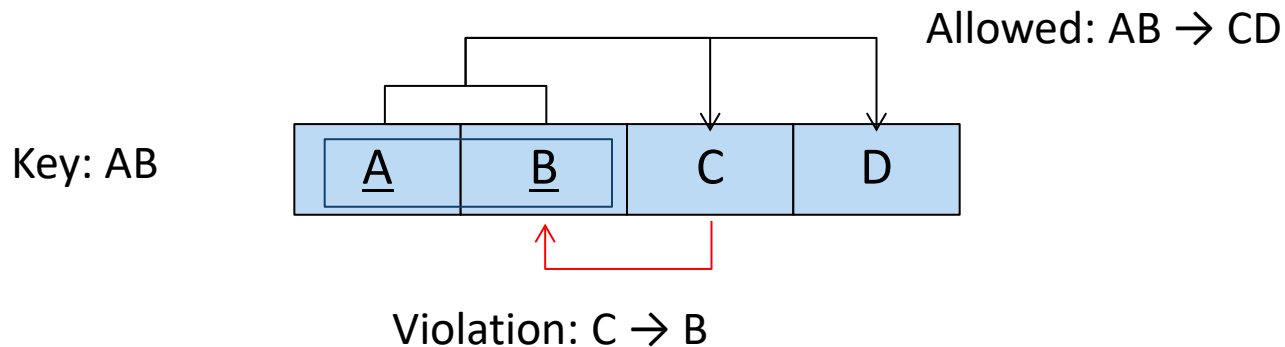 Allowed: AB → CD
Key: AB
A B C D
Violation: C → B